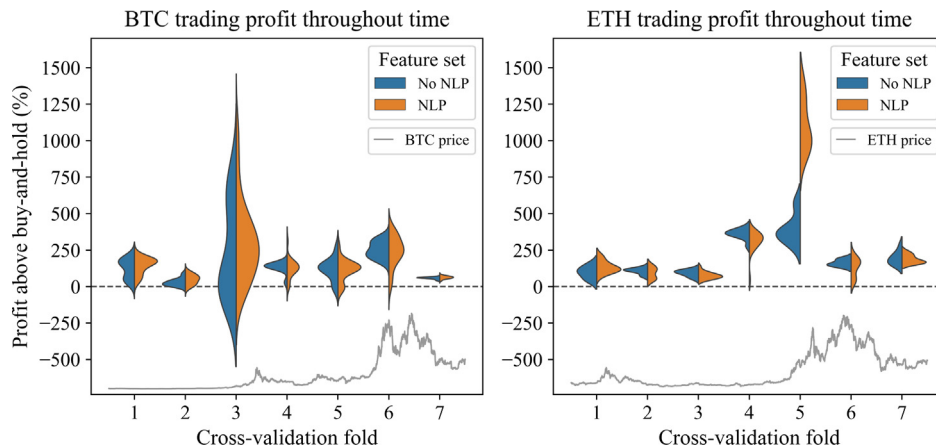 BTC trading profit throughout time
Profit above buy-and-hold (%)
1500
1250
1000
750
500
250
0
−250
−500
Feature set
No NLP
NLP
BTC price
1 2 3 4 5 6 7
Cross-validation fold
ETH trading profit throughout time
1500
1250
1000
750
500
250
0
−250
−500
Feature set
No NLP
NLP
ETH price
1 2 3 4 5 6 7
Cross-validation fold